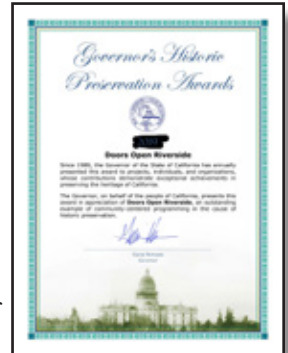 Governor's Historic
Preservation Awards
Doors Open Riverside
Since 1986, the Governor of the State of California has annually
presented this award to projects, individuals, and organizations,
whose contributions demonstrate exceptional achievements in
preserving the heritage of California.
The Governor, on behalf of the people of California, presents this
award in appreciation of Doors Open Riverside, an outstanding
example of community-centered programming in the cause of
historic preservation.
Governor